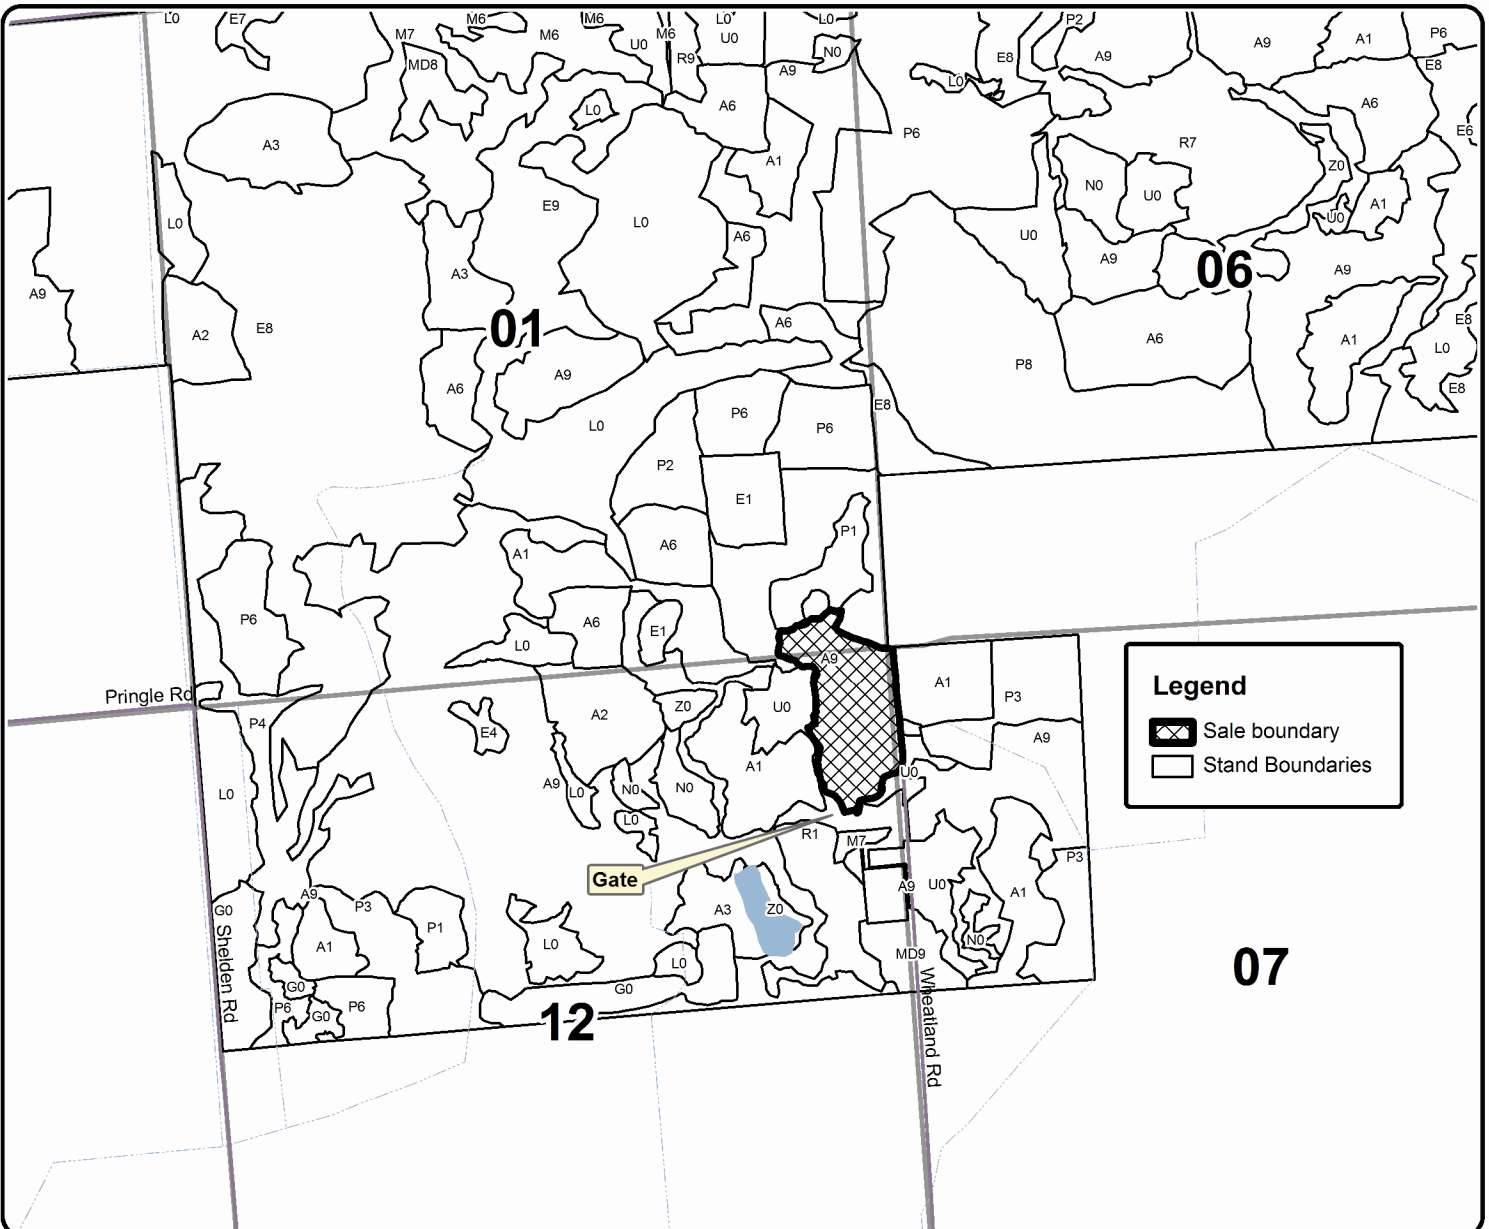 L0 E7 M6 M6 L0 L0 P2
M7 M6 U0 M6 U0 A9 A1 P6
MD8 R9 N0 E8 A9 E8
A9 L0
L0 A6 A6
A3 A1 P6 R7 E6
Z0
L0 E9 L0 N0 U0 U0 A1
A6 U0
A3 A9 06 A9
A9
A2 E8 01 A6 A6 A1 E8
L0
A6 A9 P8 E8
L0 P6 P6 E8
P2
E1
A1 A6 P1
P6 L0 A6 E1
A9
Pringle Rd Z0 U0 A1 P3
P4 E4 A2 A9
Legend
Sale boundary
Stand Boundaries
L0 A9 L0 N0 N0 A1 U0
L0 R1 M7
Gate
P3
A9 P3 A9 U0 A1
G0 A1 P1 L0 A3 Z0 N0
L0 MD9
07
G0 P6 G0 P6 G0
12
Shelden Rd
Wheatland Rd